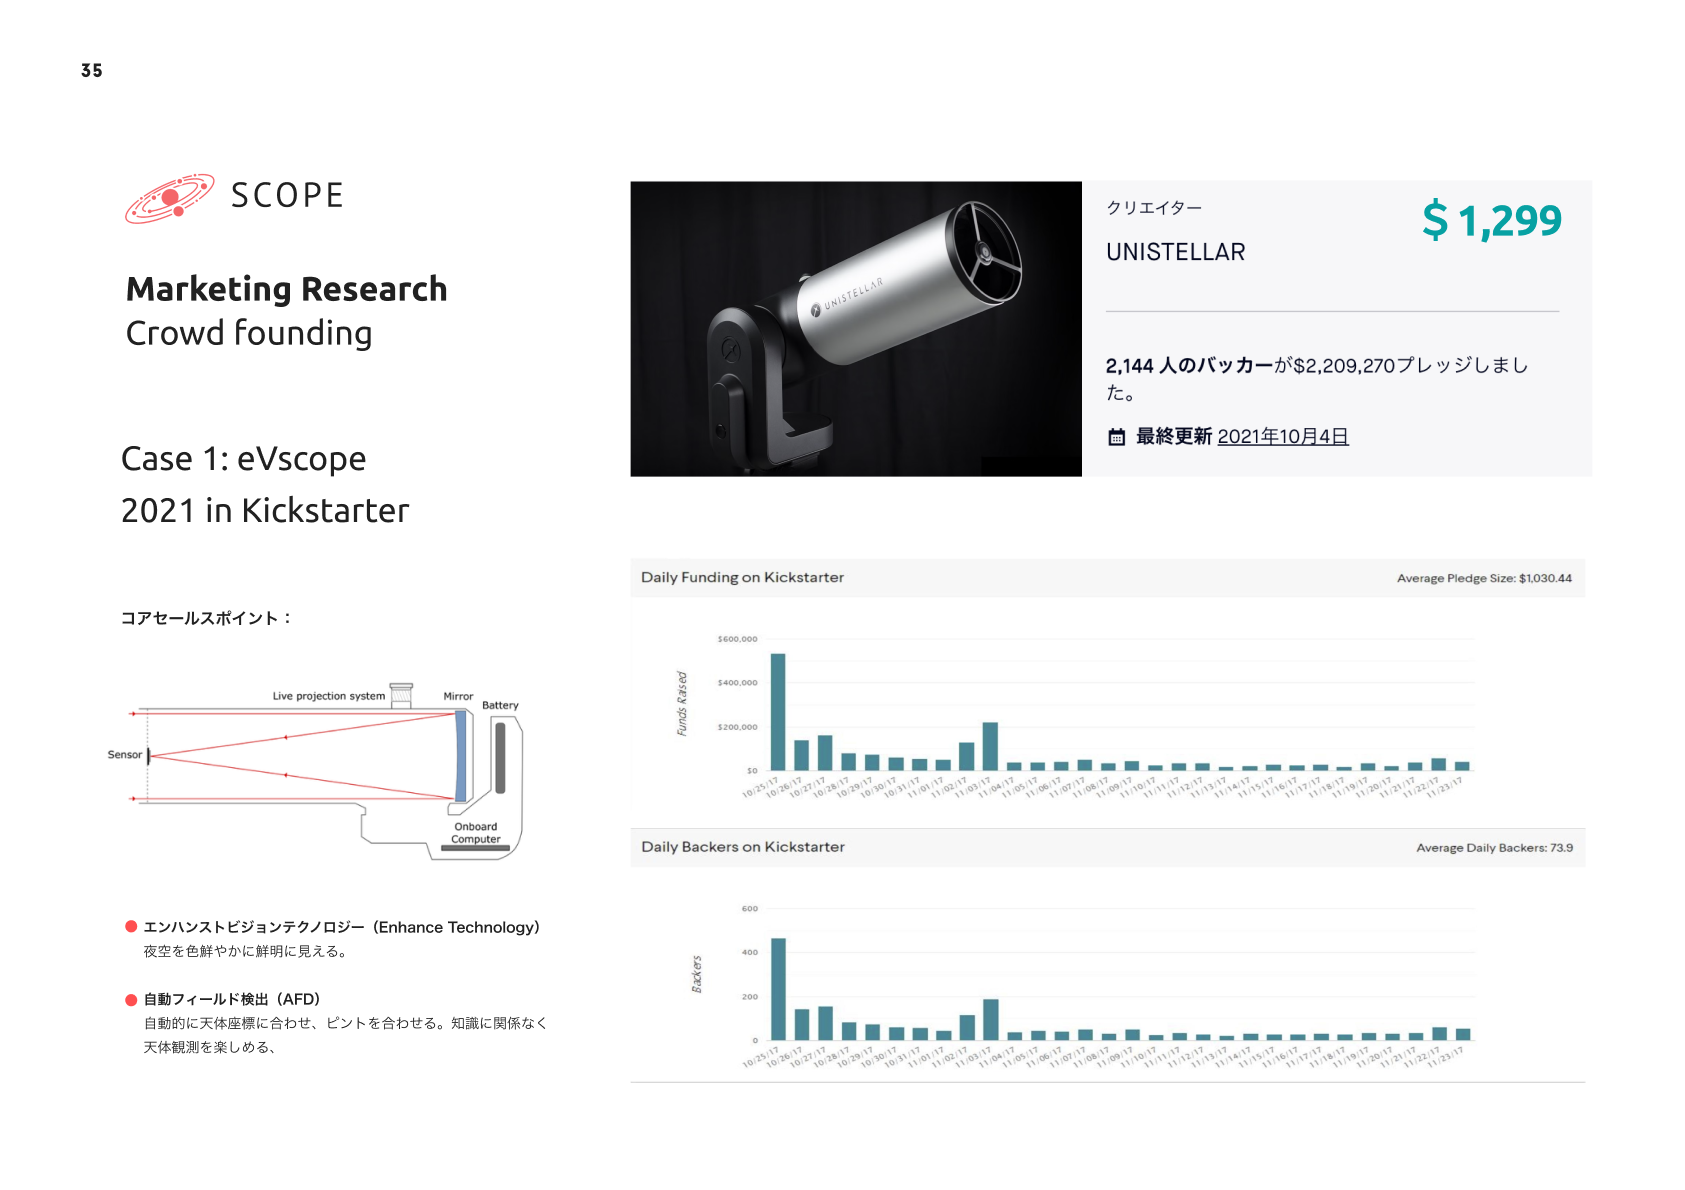 35
SCOPE
Marketing Research
Crowd founding
Case 1: eVscope
2021 in Kickstarter
コアセールスポイント：
Live projection system
Mirror
Battery
Sensor
Onboard
Computer
エンハンストビジョンテクノロジー（Enhance Technology）
夜空を色鮮やかに鮮明に見える。
自動フィールド検出（AFD）
自動的に天体座標に合わせ、ピントを合わせる。知識に関係なく
天体観測を楽しめる、
UNISTELLAR
クリエイター
$ 1,299
UNISTELLAR
2,144 人のバッカーが$2,209,270プレッジしまし
た。
最終更新 2021年10月4日
Daily Funding on Kickstarter
Average Pledge Size: $1,030.44
Funds Raised
$600,000
$400,000
$200,000
$0
10/25/17 10/26/17 10/27/17 10/28/17 10/29/17 10/30/17 10/31/17 11/01/17 11/02/17 11/03/17 11/04/17 11/05/17 11/06/17 11/07/17 11/08/17 11/09/17 11/10/17 11/11/17 11/12/17 11/13/17 11/14/17 11/15/17 11/16/17 11/17/17 11/18/17 11/19/17 11/20/17 11/21/17 11/22/17 11/23/17
Daily Backers on Kickstarter
Average Daily Backers: 73.9
Backers
600
400
200
0
10/25/17 10/26/17 10/27/17 10/28/17 10/29/17 10/30/17 10/31/17 11/01/17 11/02/17 11/03/17 11/04/17 11/05/17 11/06/17 11/07/17 11/08/17 11/09/17 11/10/17 11/11/17 11/12/17 11/13/17 11/14/17 11/15/17 11/16/17 11/17/17 11/18/17 11/19/17 11/20/17 11/21/17 11/22/17 11/23/17